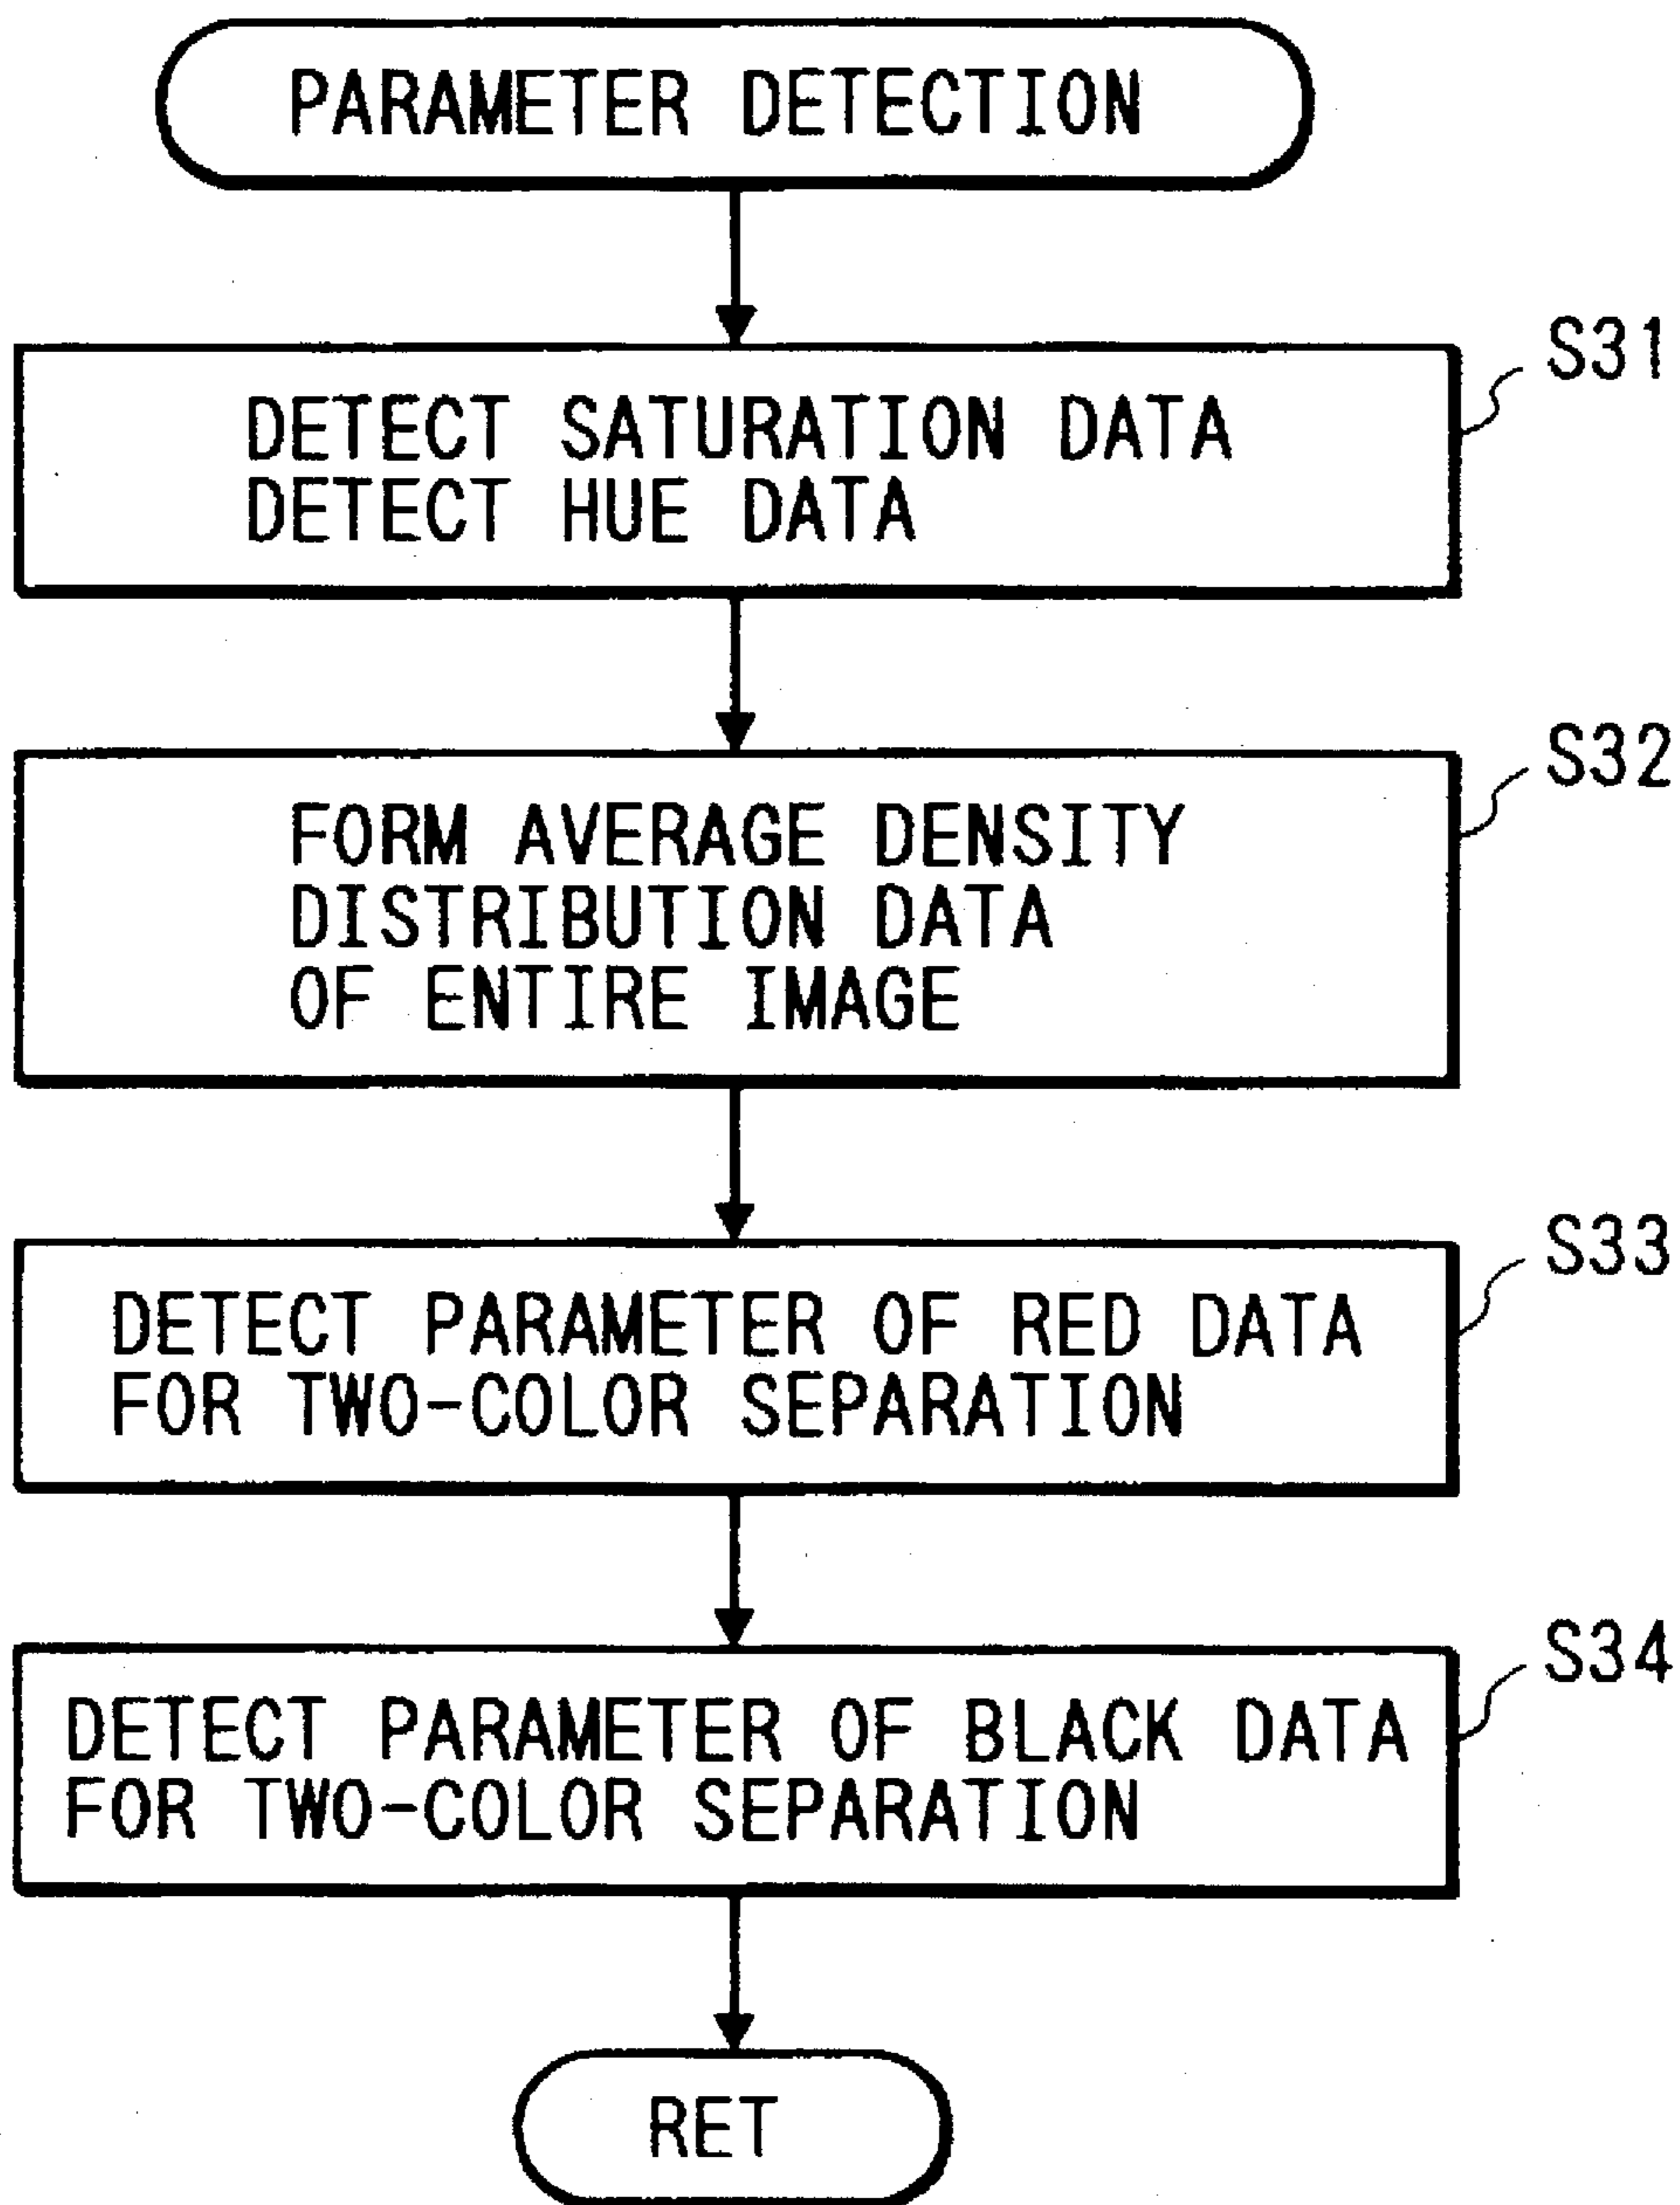 PARAMETER DETECTION
S31
DETECT SATURATION DATA
DETECT HUE DATA
S32
FORM AVERAGE DENSITY
DISTRIBUTION DATA
OF ENTIRE IMAGE
S33
DETECT PARAMETER OF RED DATA
FOR TWO-COLOR SEPARATION
S34
DETECT PARAMETER OF BLACK DATA
FOR TWO-COLOR SEPARATION
RET